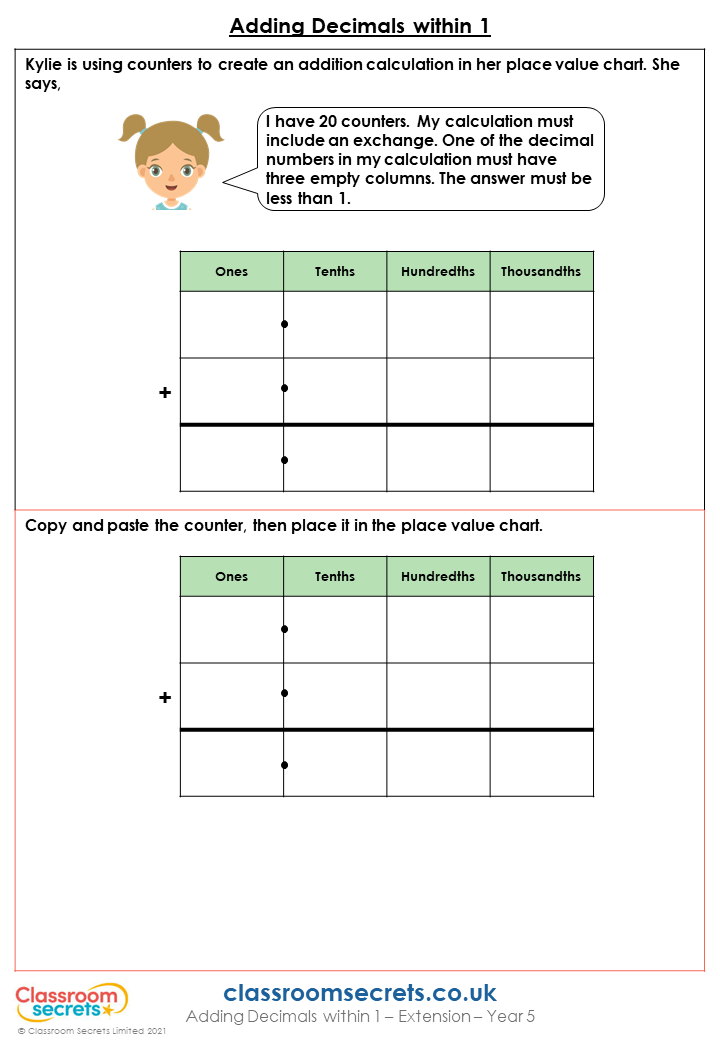 Adding Decimals within 1
Kylie is using counters to create an addition calculation in her place value chart. She
says,
I have 20 counters. My calculation must
include an exchange. One of the decimal
numbers in my calculation must have
three empty columns. The answer must be
less than 1.
Ones Tenths Hundredths Thousandths
+
Copy and paste the counter, then place it in the place value chart.
Ones Tenths Hundredths Thousandths
+
Classroom
secrets
© Classroom Secrets Limited 2021
classroomsecrets.co.uk
Adding Decimals within 1 – Extension – Year 5